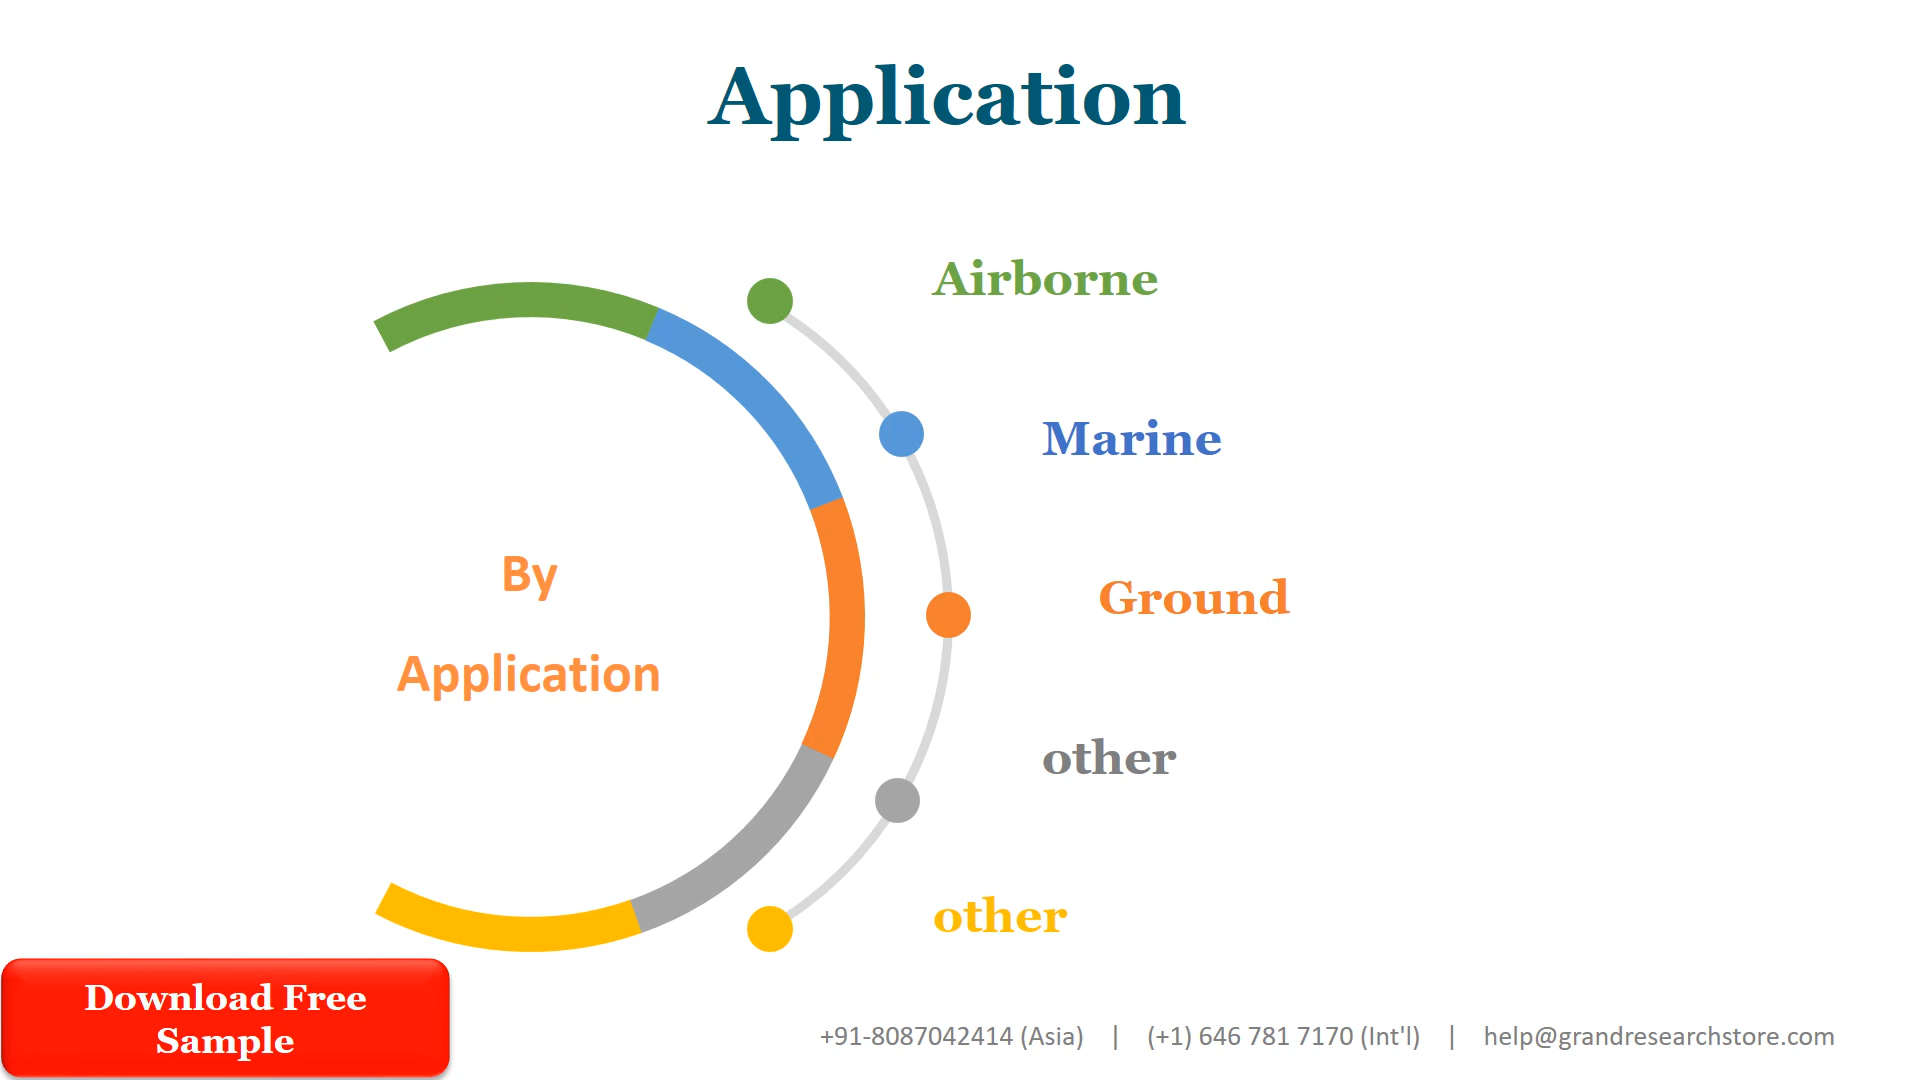 Application
Airborne
Marine
Ground
other
other
By
Application
Download Free
Sample
+91-8087042414 (Asia) | (+1) 646 781 7170 (Int'l) | help@grandresearchstore.com